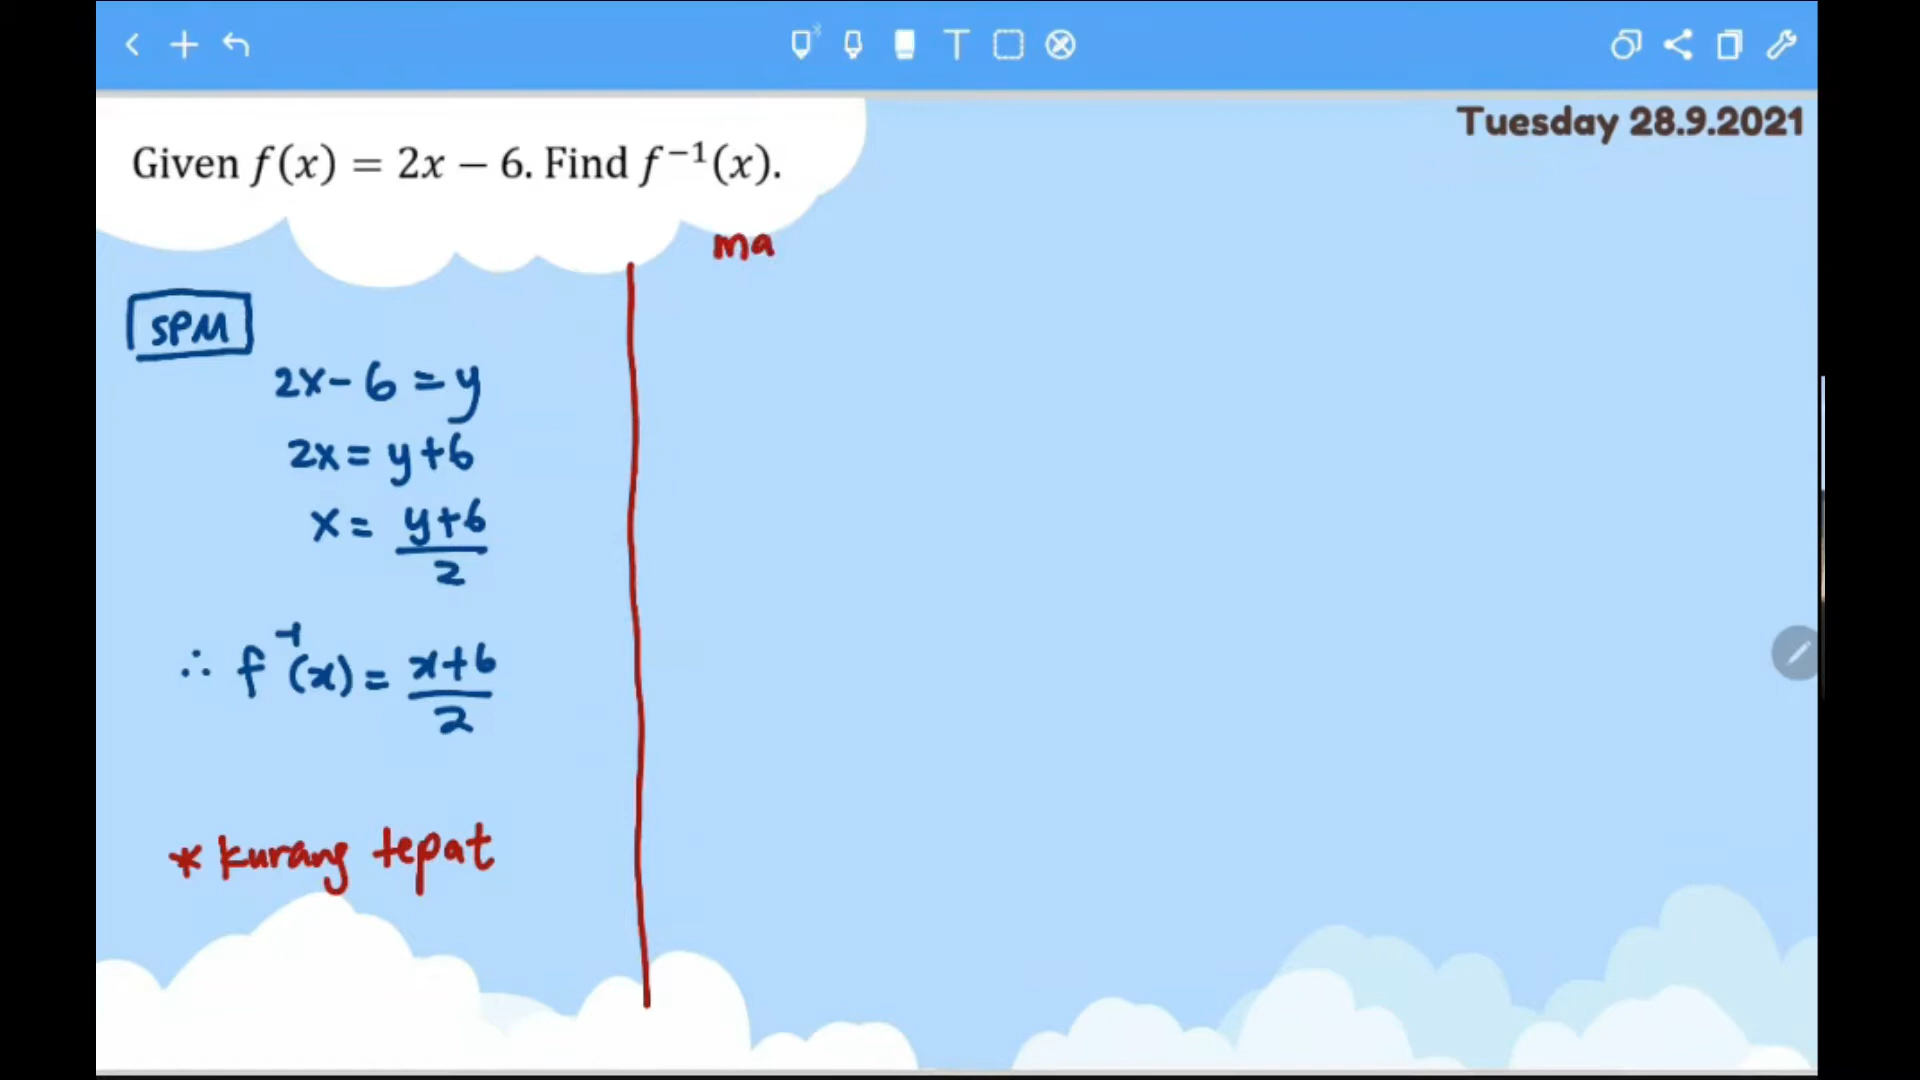 Tuesday 28.9.2021
Given f(x) = 2x − 6. Find f⁻¹(x).
ma
SPM
2x - 6 = y
2x = y + 6
x = y+6/2
∴ f⁻¹(x) = x+6/2
* kurang tepat